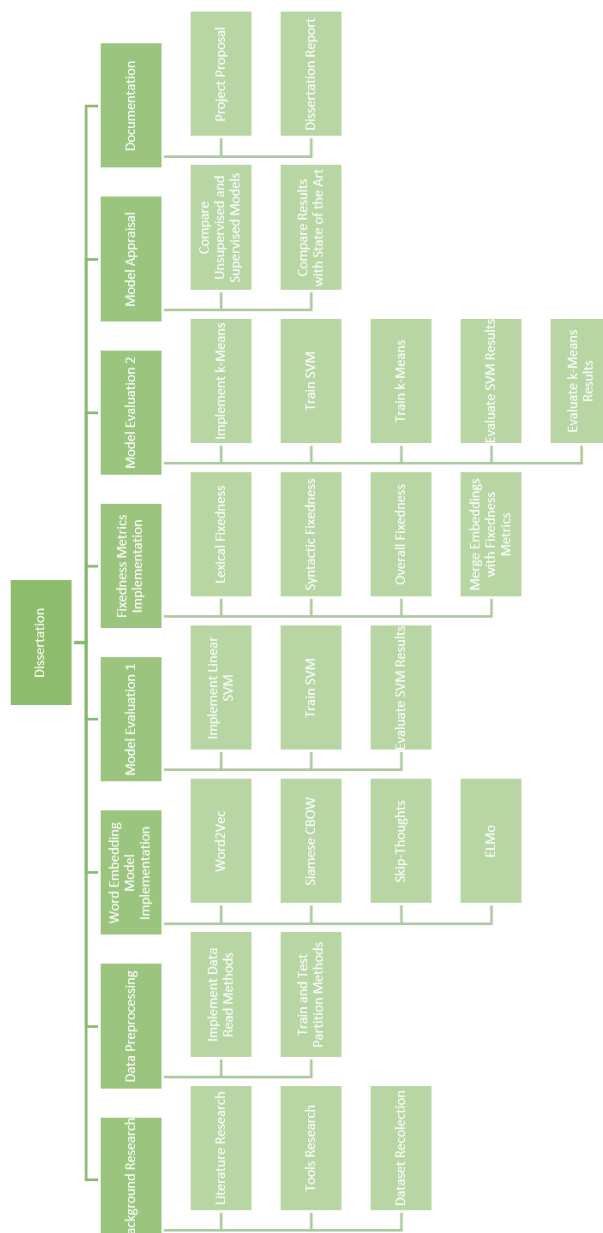 Dissertation
Background Research
Literature Research
Tools Research
Dataset Recolection
Data Preprocessing
Implement Data
Read Methods
Train and Test
Partition Methods
Word Embedding
Model
Implementation
Word2Vec
Siamese CBOW
Skip-Thoughts
ELMo
Model Evaluation 1
Implement Linear
SVM
Train SVM
Evaluate SVM Results
Fixedness Metrics
Implementation
Lexical Fixedness
Syntactic Fixedness
Overall Fixedness
Merge Embeddings
with Fixedness
Metrics
Model Evaluation 2
Implement k-Means
Train SVM
Train k-Means
Evaluate SVM Results
Evaluate k-Means
Results
Model Appraisal
Compare
Unsupervised and
Supervised Models
Compare Results
with State of the Art
Documentation
Project Proposal
Dissertation Report